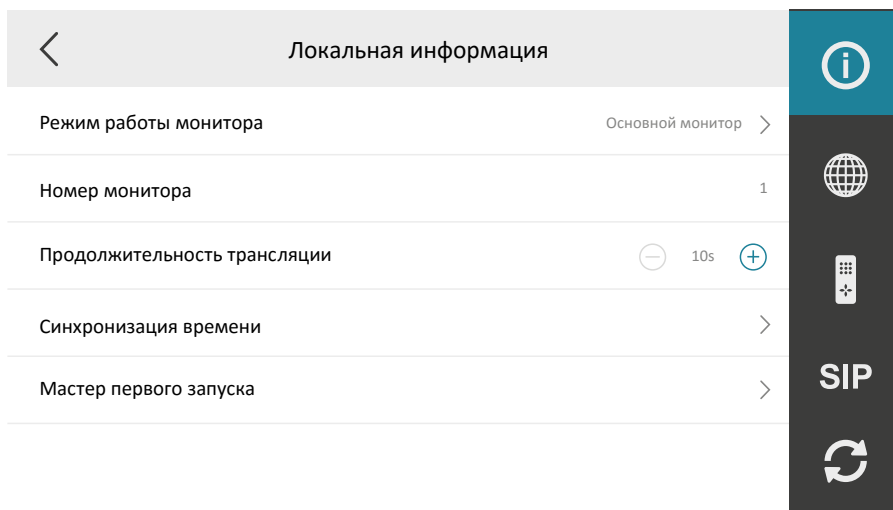 Локальная информация
Режим работы монитора Основной монитор
Номер монитора 1
Продолжительность трансляции 10s
Синхронизация времени
Мастер первого запуска
SIP